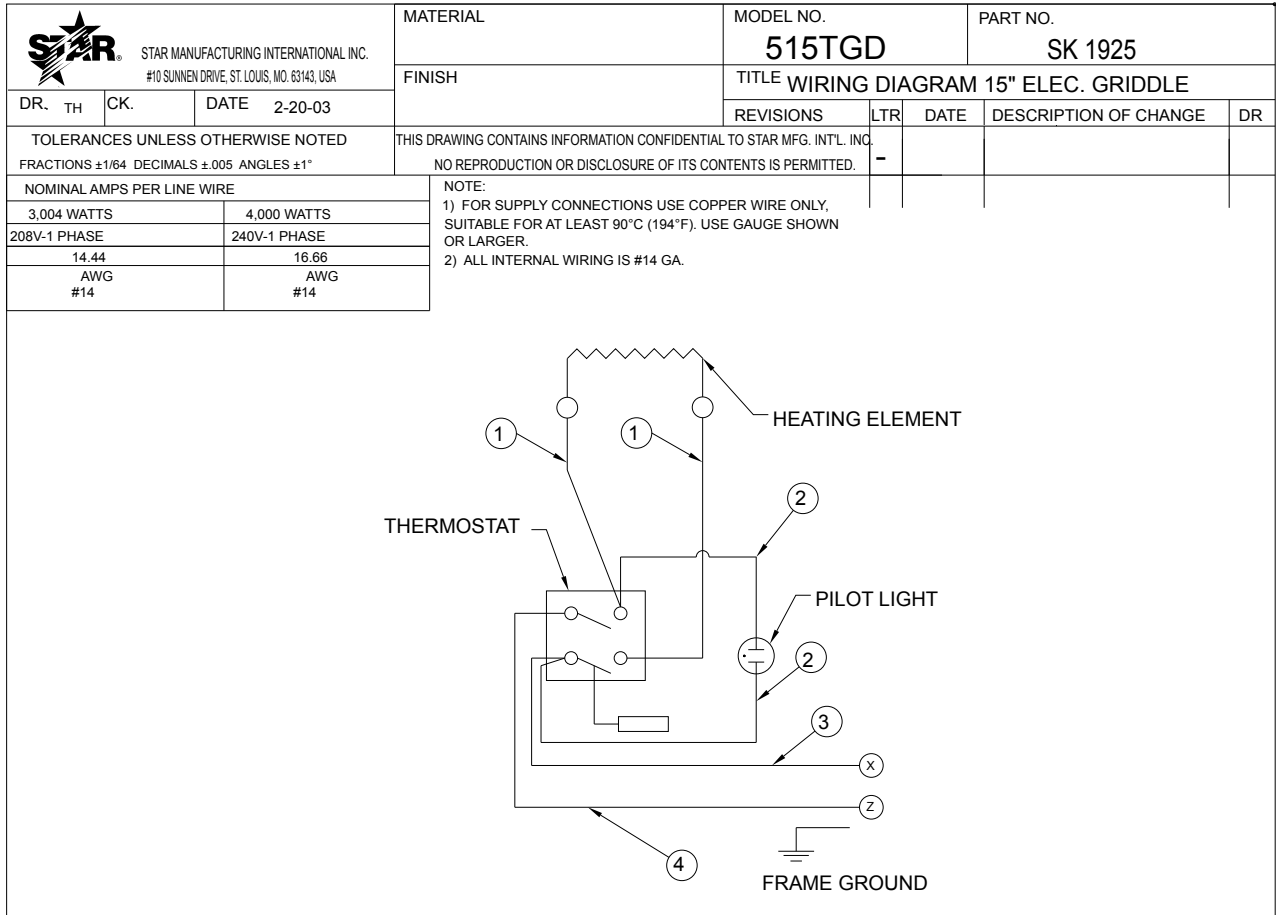 STAR®
STAR MANUFACTURING INTERNATIONAL INC.
#10 SUNNEN DRIVE, ST. LOUIS, MO. 63143, USA
DR. TH
CK.
DATE 2-20-03
MATERIAL
FINISH
MODEL NO.
515TGD
PART NO.
SK 1925
TITLE WIRING DIAGRAM 15" ELEC. GRIDDLE
REVISIONS LTR DATE DESCRIPTION OF CHANGE DR
-
TOLERANCES UNLESS OTHERWISE NOTED
FRACTIONS ±1/64 DECIMALS ±.005 ANGLES ±1°
THIS DRAWING CONTAINS INFORMATION CONFIDENTIAL TO STAR MFG. INT'L. INC.
NO REPRODUCTION OR DISCLOSURE OF ITS CONTENTS IS PERMITTED.
NOMINAL AMPS PER LINE WIRE
3,004 WATTS 4,000 WATTS
208V-1 PHASE 240V-1 PHASE
14.44 16.66
AWG AWG
#14 #14
NOTE:
1) FOR SUPPLY CONNECTIONS USE COPPER WIRE ONLY,
SUITABLE FOR AT LEAST 90°C (194°F). USE GAUGE SHOWN
OR LARGER.
2) ALL INTERNAL WIRING IS #14 GA.
HEATING ELEMENT
1
1
2
THERMOSTAT
PILOT LIGHT
2
3
X
Z
4
FRAME GROUND